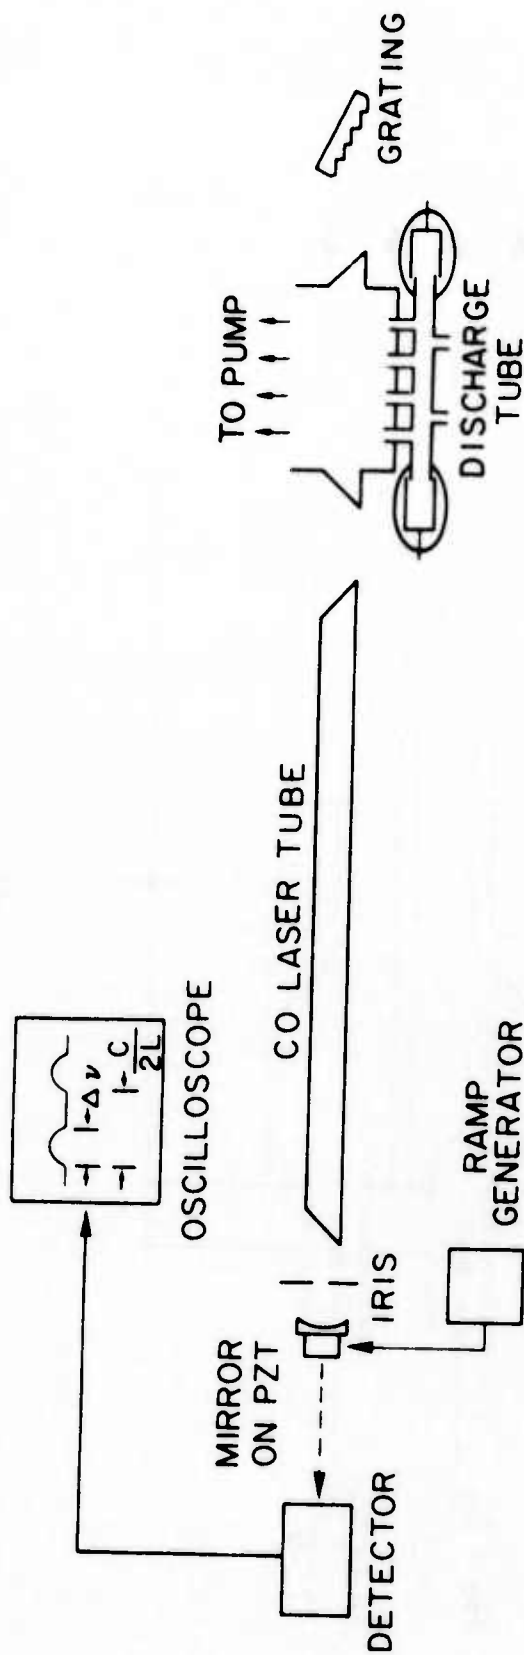 OSCILLOSCOPE
Δν
C
2L
CO LASER TUBE
TO PUMP
GRATING
DISCHARGE
TUBE
MIRROR
ON PZT
IRIS
DETECTOR
RAMP
GENERATOR